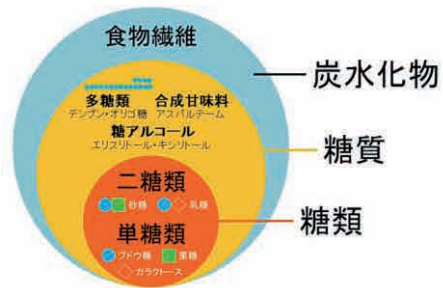 食物繊維
炭水化物
多糖類 合成甘味料
デンプン・オリゴ糖 アスパルテーム
糖アルコール
エリスリトール・キシリトール
糖質
二糖類
砂糖 乳糖
糖類
単糖類
ブドウ糖 果糖
ガラクトース